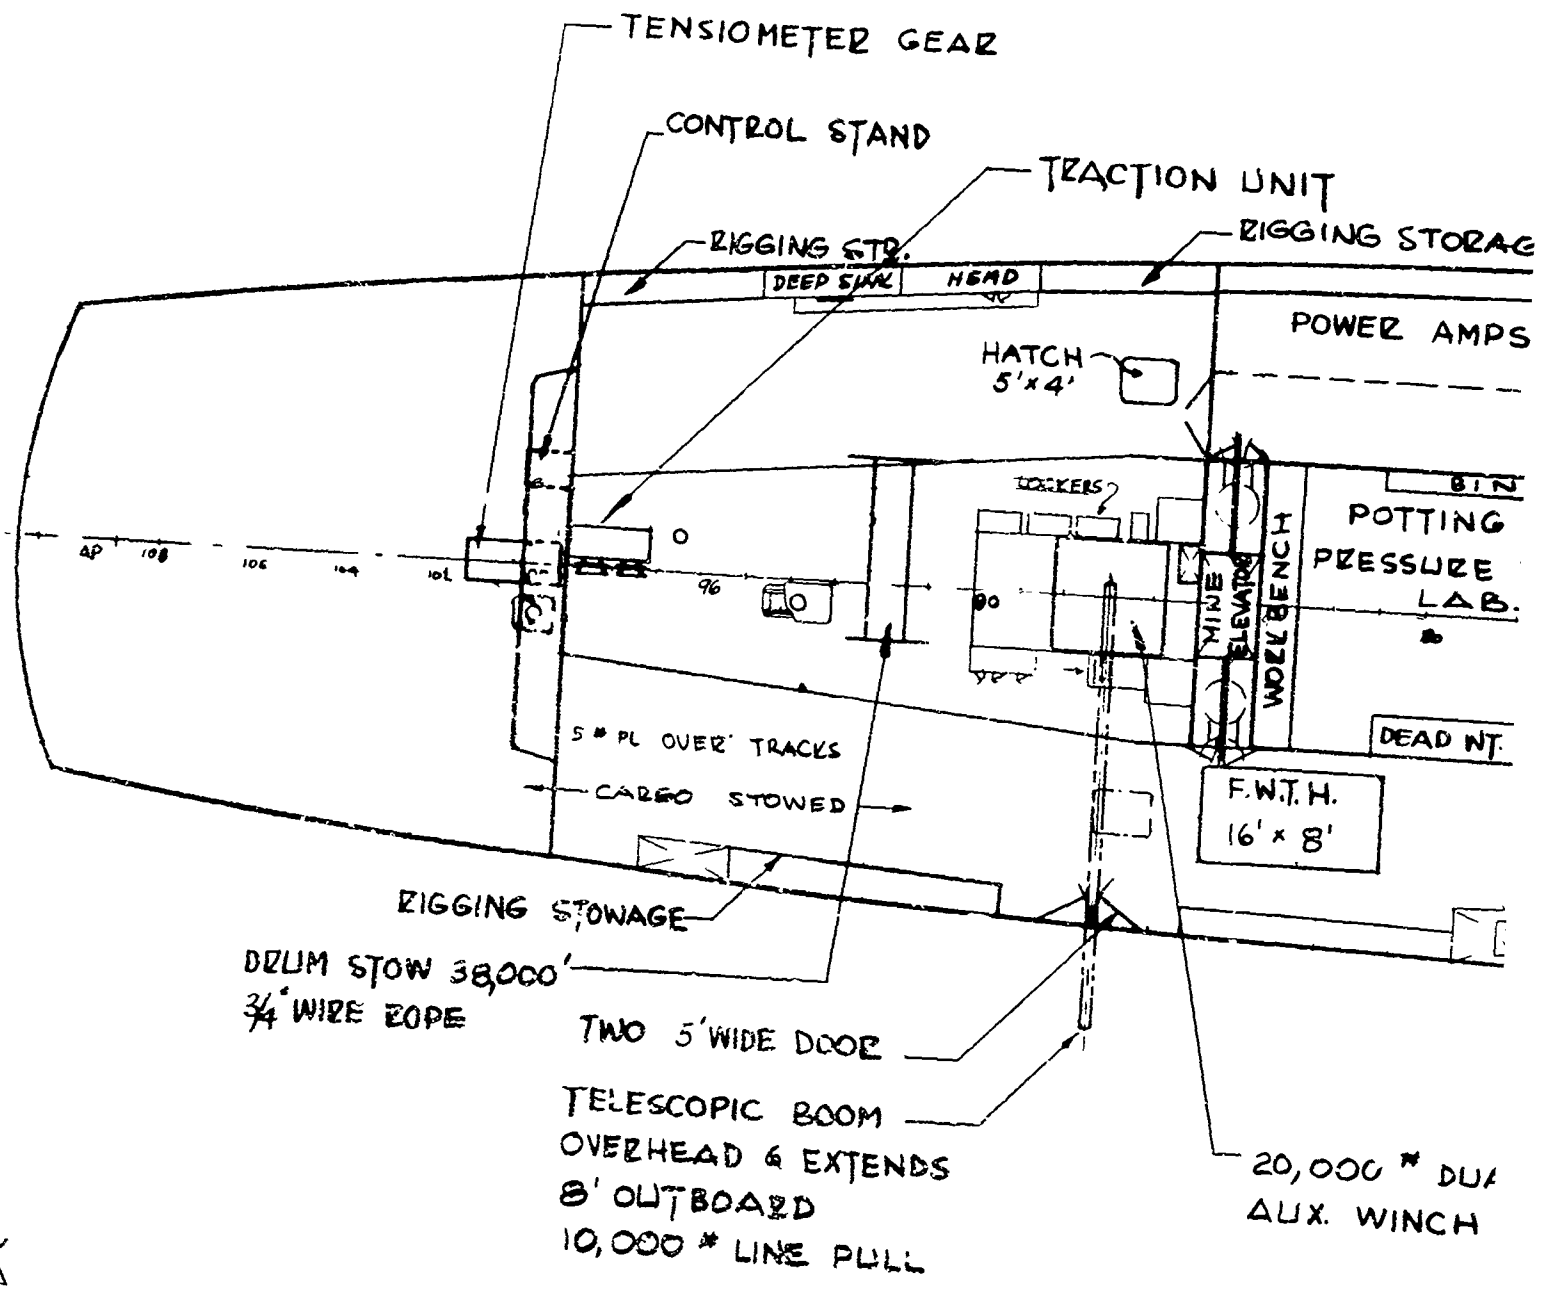 TENSIOMETER GEAR
CONTROL STAND
TRACTION UNIT
RIGGING STR.
RIGGING STORAG
DEEP SINK
HEAD
POWER AMPS
HATCH
5'x4'
LOCKERS
BIN
POTTING
PRESSURE
LAB.
AP 108 106 104 102 96 90 80
MINE
ELEVATOR
WORKBENCH
DEAD WT.
5# PL OVER TRACKS
CARGO STOWED
F.W.T.H.
16' x 8'
RIGGING STOWAGE
DRUM STOW 38,000'
3/4" WIRE ROPE
TWO 5' WIDE DOOR
TELESCOPIC BOOM
OVERHEAD & EXTENDS
8' OUTBOARD
10,000 # LINE PULL
20,000 # DUA
AUX. WINCH